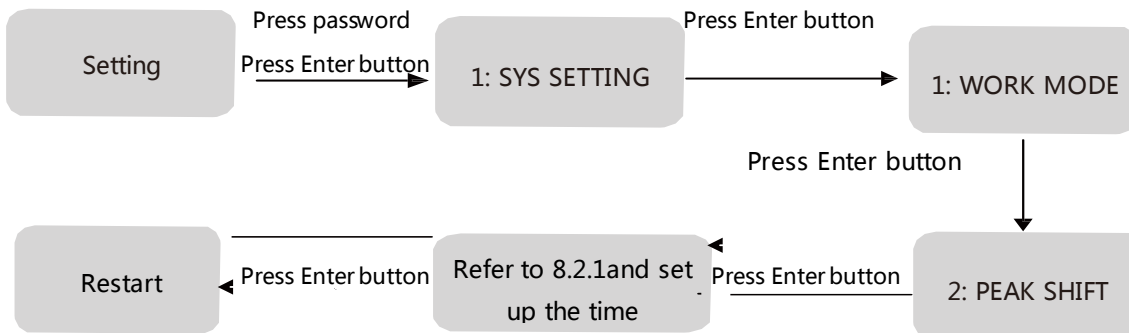 Press password
Press Enter button
Setting
Press Enter button
1: SYS SETTING
1: WORK MODE
Press Enter button
Restart
Press Enter button
Refer to 8.2.1and set
up the time
Press Enter button
2: PEAK SHIFT